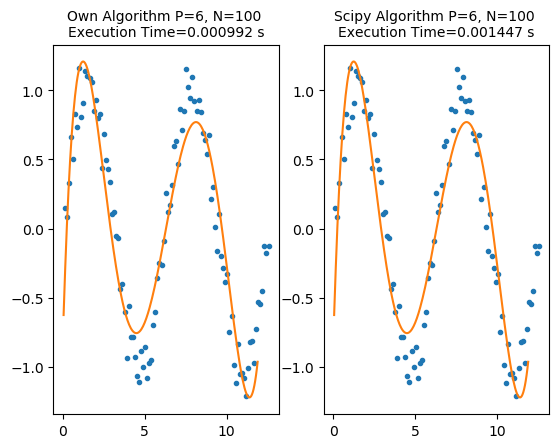 Own Algorithm P=6, N=100
Execution Time=0.000992 s
Scipy Algorithm P=6, N=100
Execution Time=0.001447 s
1.0
0.5
0.0
−0.5
−1.0
0 5 10
1.0
0.5
0.0
−0.5
−1.0
0 5 10